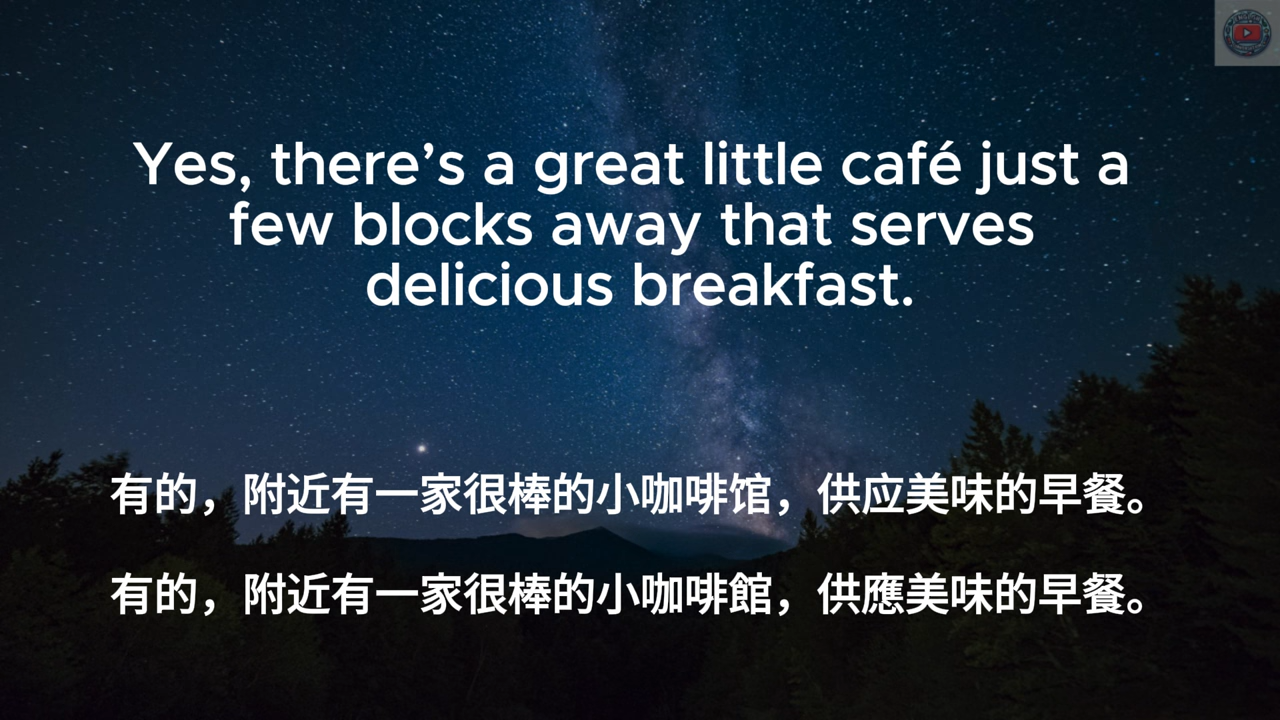 Yes, there’s a great little café just a
few blocks away that serves
delicious breakfast.
有的，附近有一家很棒的小咖啡馆，供应美味的早餐。
有的，附近有一家很棒的小咖啡館，供應美味的早餐。